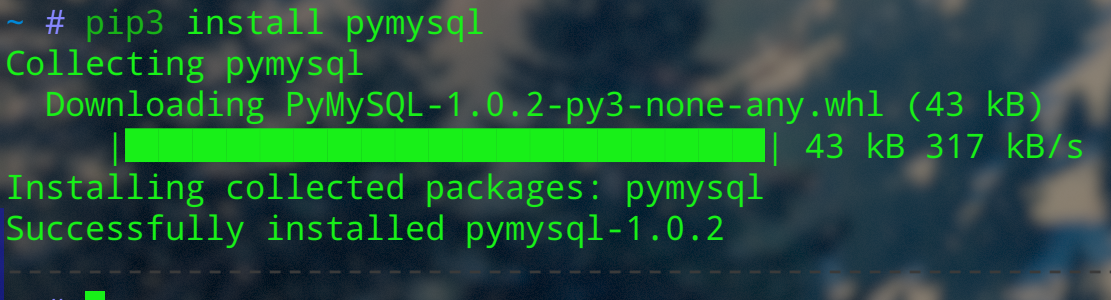 ~ # pip3 install pymysql
Collecting pymysql
Downloading PyMySQL-1.0.2-py3-none-any.whl (43 kB)
|████████████████████████████████| 43 kB 317 kB/s
Installing collected packages: pymysql
Successfully installed pymysql-1.0.2